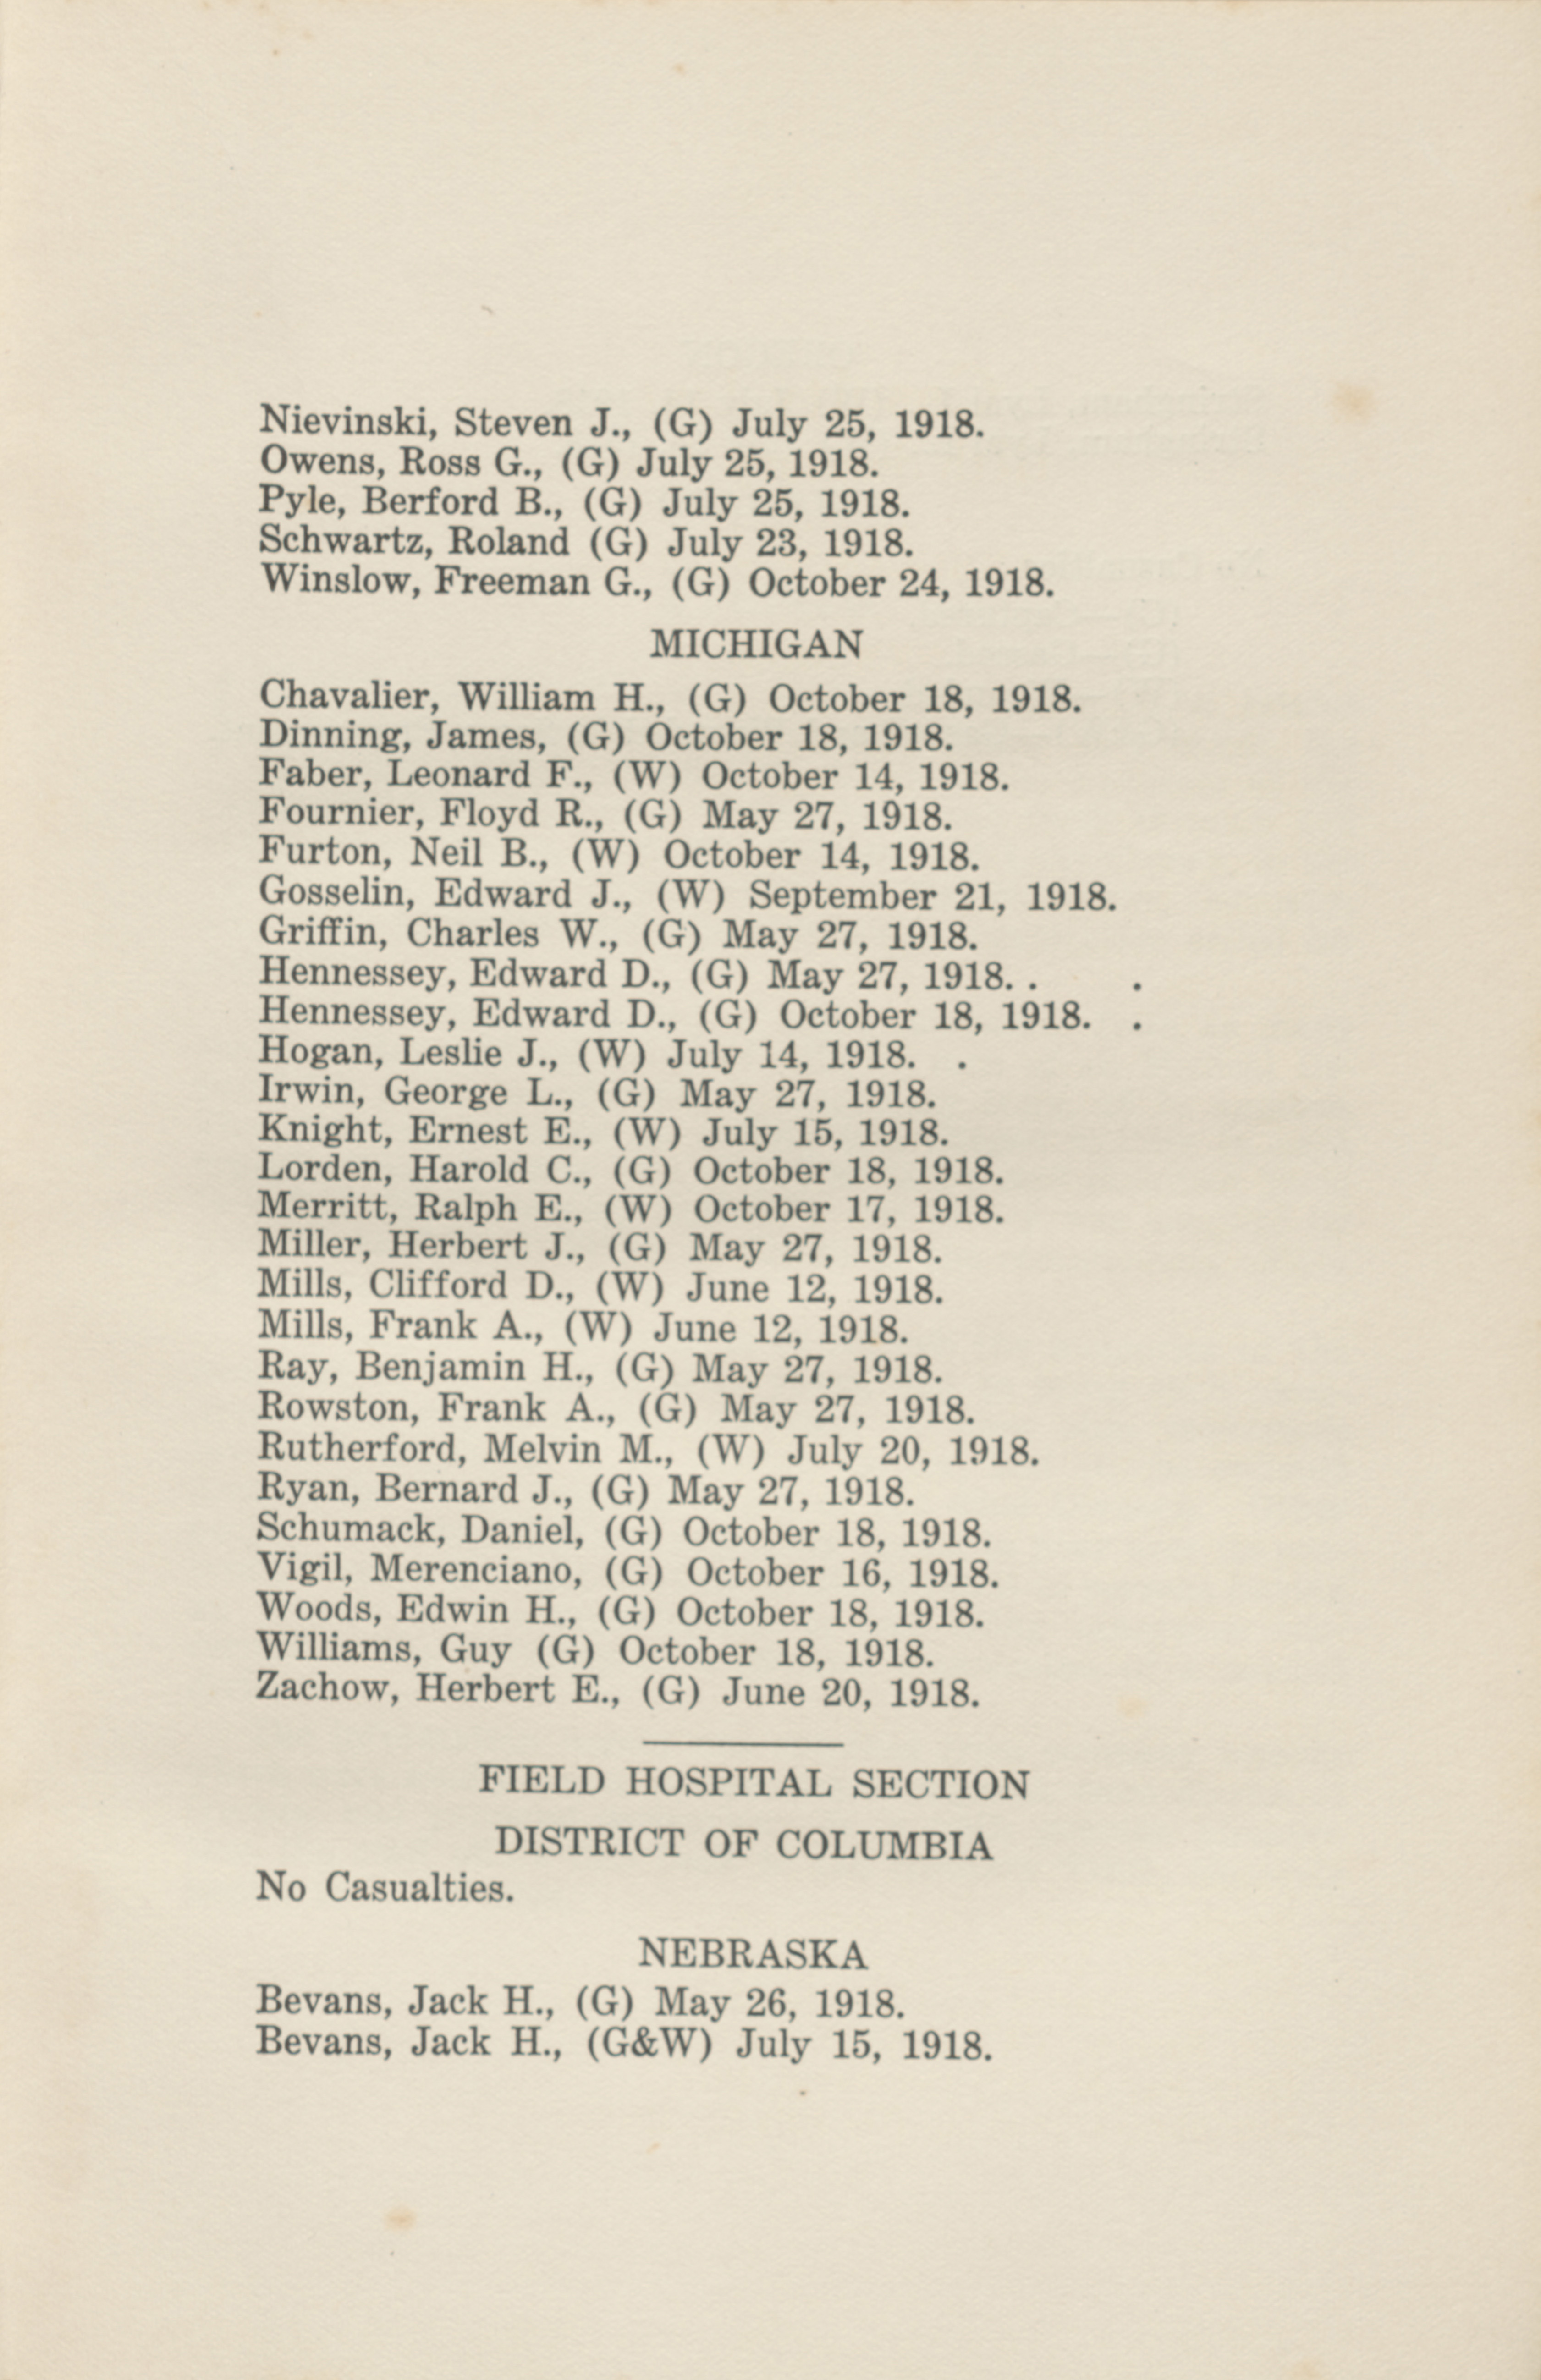 Nievinski, Steven J., (G) July 25, 1918.
Owens, Ross G., (G) July 25, 1918.
Pyle, Berford B., (G) July 25, 1918.
Schwartz, Roland (G) July 23, 1918.
Winslow, Freeman G., (G) October 24, 1918.
MICHIGAN
Chavalier, William H., (G) October 18, 1918.
Dinning, James, (G) October 18, 1918.
Faber, Leonard F., (W) October 14, 1918.
Fournier, Floyd R., (G) May 27, 1918.
Furton, Neil B., (W) October 14, 1918.
Gosselin, Edward J., (W) September 21, 1918.
Griffin, Charles W., (G) May 27, 1918.
Hennessey, Edward D., (G) May 27, 1918. . .
Hennessey, Edward D., (G) October 18, 1918. .
Hogan, Leslie J., (W) July 14, 1918. .
Irwin, George L., (G) May 27, 1918.
Knight, Ernest E., (W) July 15, 1918.
Lorden, Harold C., (G) October 18, 1918.
Merritt, Ralph E., (W) October 17, 1918.
Miller, Herbert J., (G) May 27, 1918.
Mills, Clifford D., (W) June 12, 1918.
Mills, Frank A., (W) June 12, 1918.
Ray, Benjamin H., (G) May 27, 1918.
Rowston, Frank A., (G) May 27, 1918.
Rutherford, Melvin M., (W) July 20, 1918.
Ryan, Bernard J., (G) May 27, 1918.
Schumack, Daniel, (G) October 18, 1918.
Vigil, Merenciano, (G) October 16, 1918.
Woods, Edwin H., (G) October 18, 1918.
Williams, Guy (G) October 18, 1918.
Zachow, Herbert E., (G) June 20, 1918.
FIELD HOSPITAL SECTION
DISTRICT OF COLUMBIA
No Casualties.
NEBRASKA
Bevans, Jack H., (G) May 26, 1918.
Bevans, Jack H., (G&W) July 15, 1918.